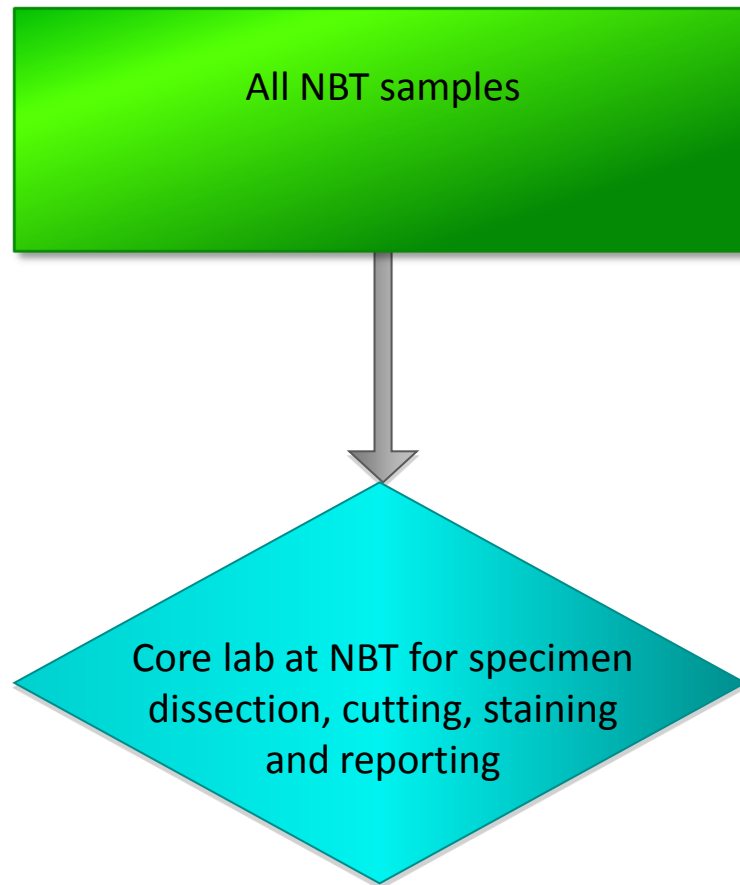 All NBT samples
Core lab at NBT for specimen
dissection, cutting, staining
and reporting